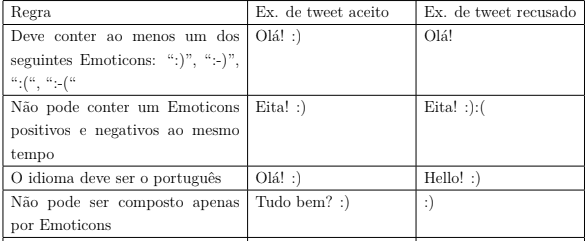 Regra Ex. de tweet aceito Ex. de tweet recusado
Deve conter ao menos um dos Olá! :) Olá!
seguintes Emoticons: “:)”, “:-)”,
“:(“, “:-(“
Não pode conter um Emoticons Eita! :) Eita! :):(
positivos e negativos ao mesmo
tempo
O idioma deve ser o português Olá! :) Hello! :)
Não pode ser composto apenas Tudo bem? :) :)
por Emoticons